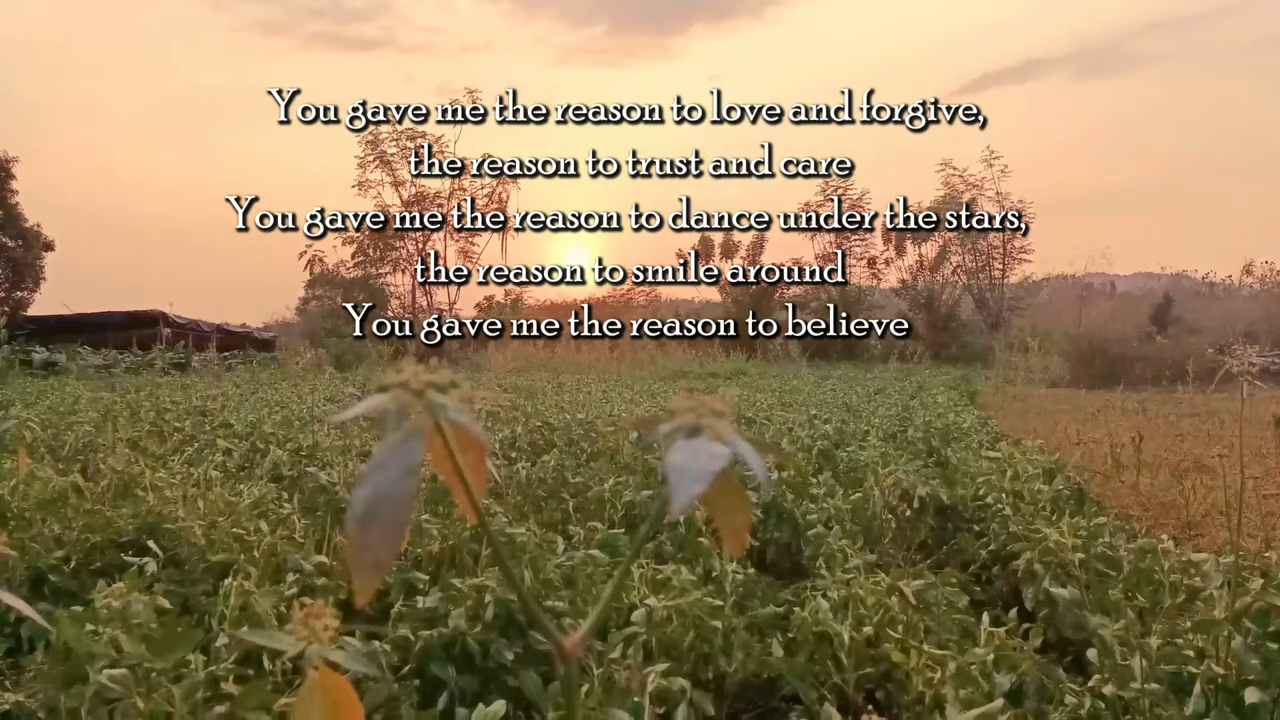 You gave me the reason to love and forgive,
the reason to trust and care
You gave me the reason to dance under the stars,
the reason to smile around
You gave me the reason to believe